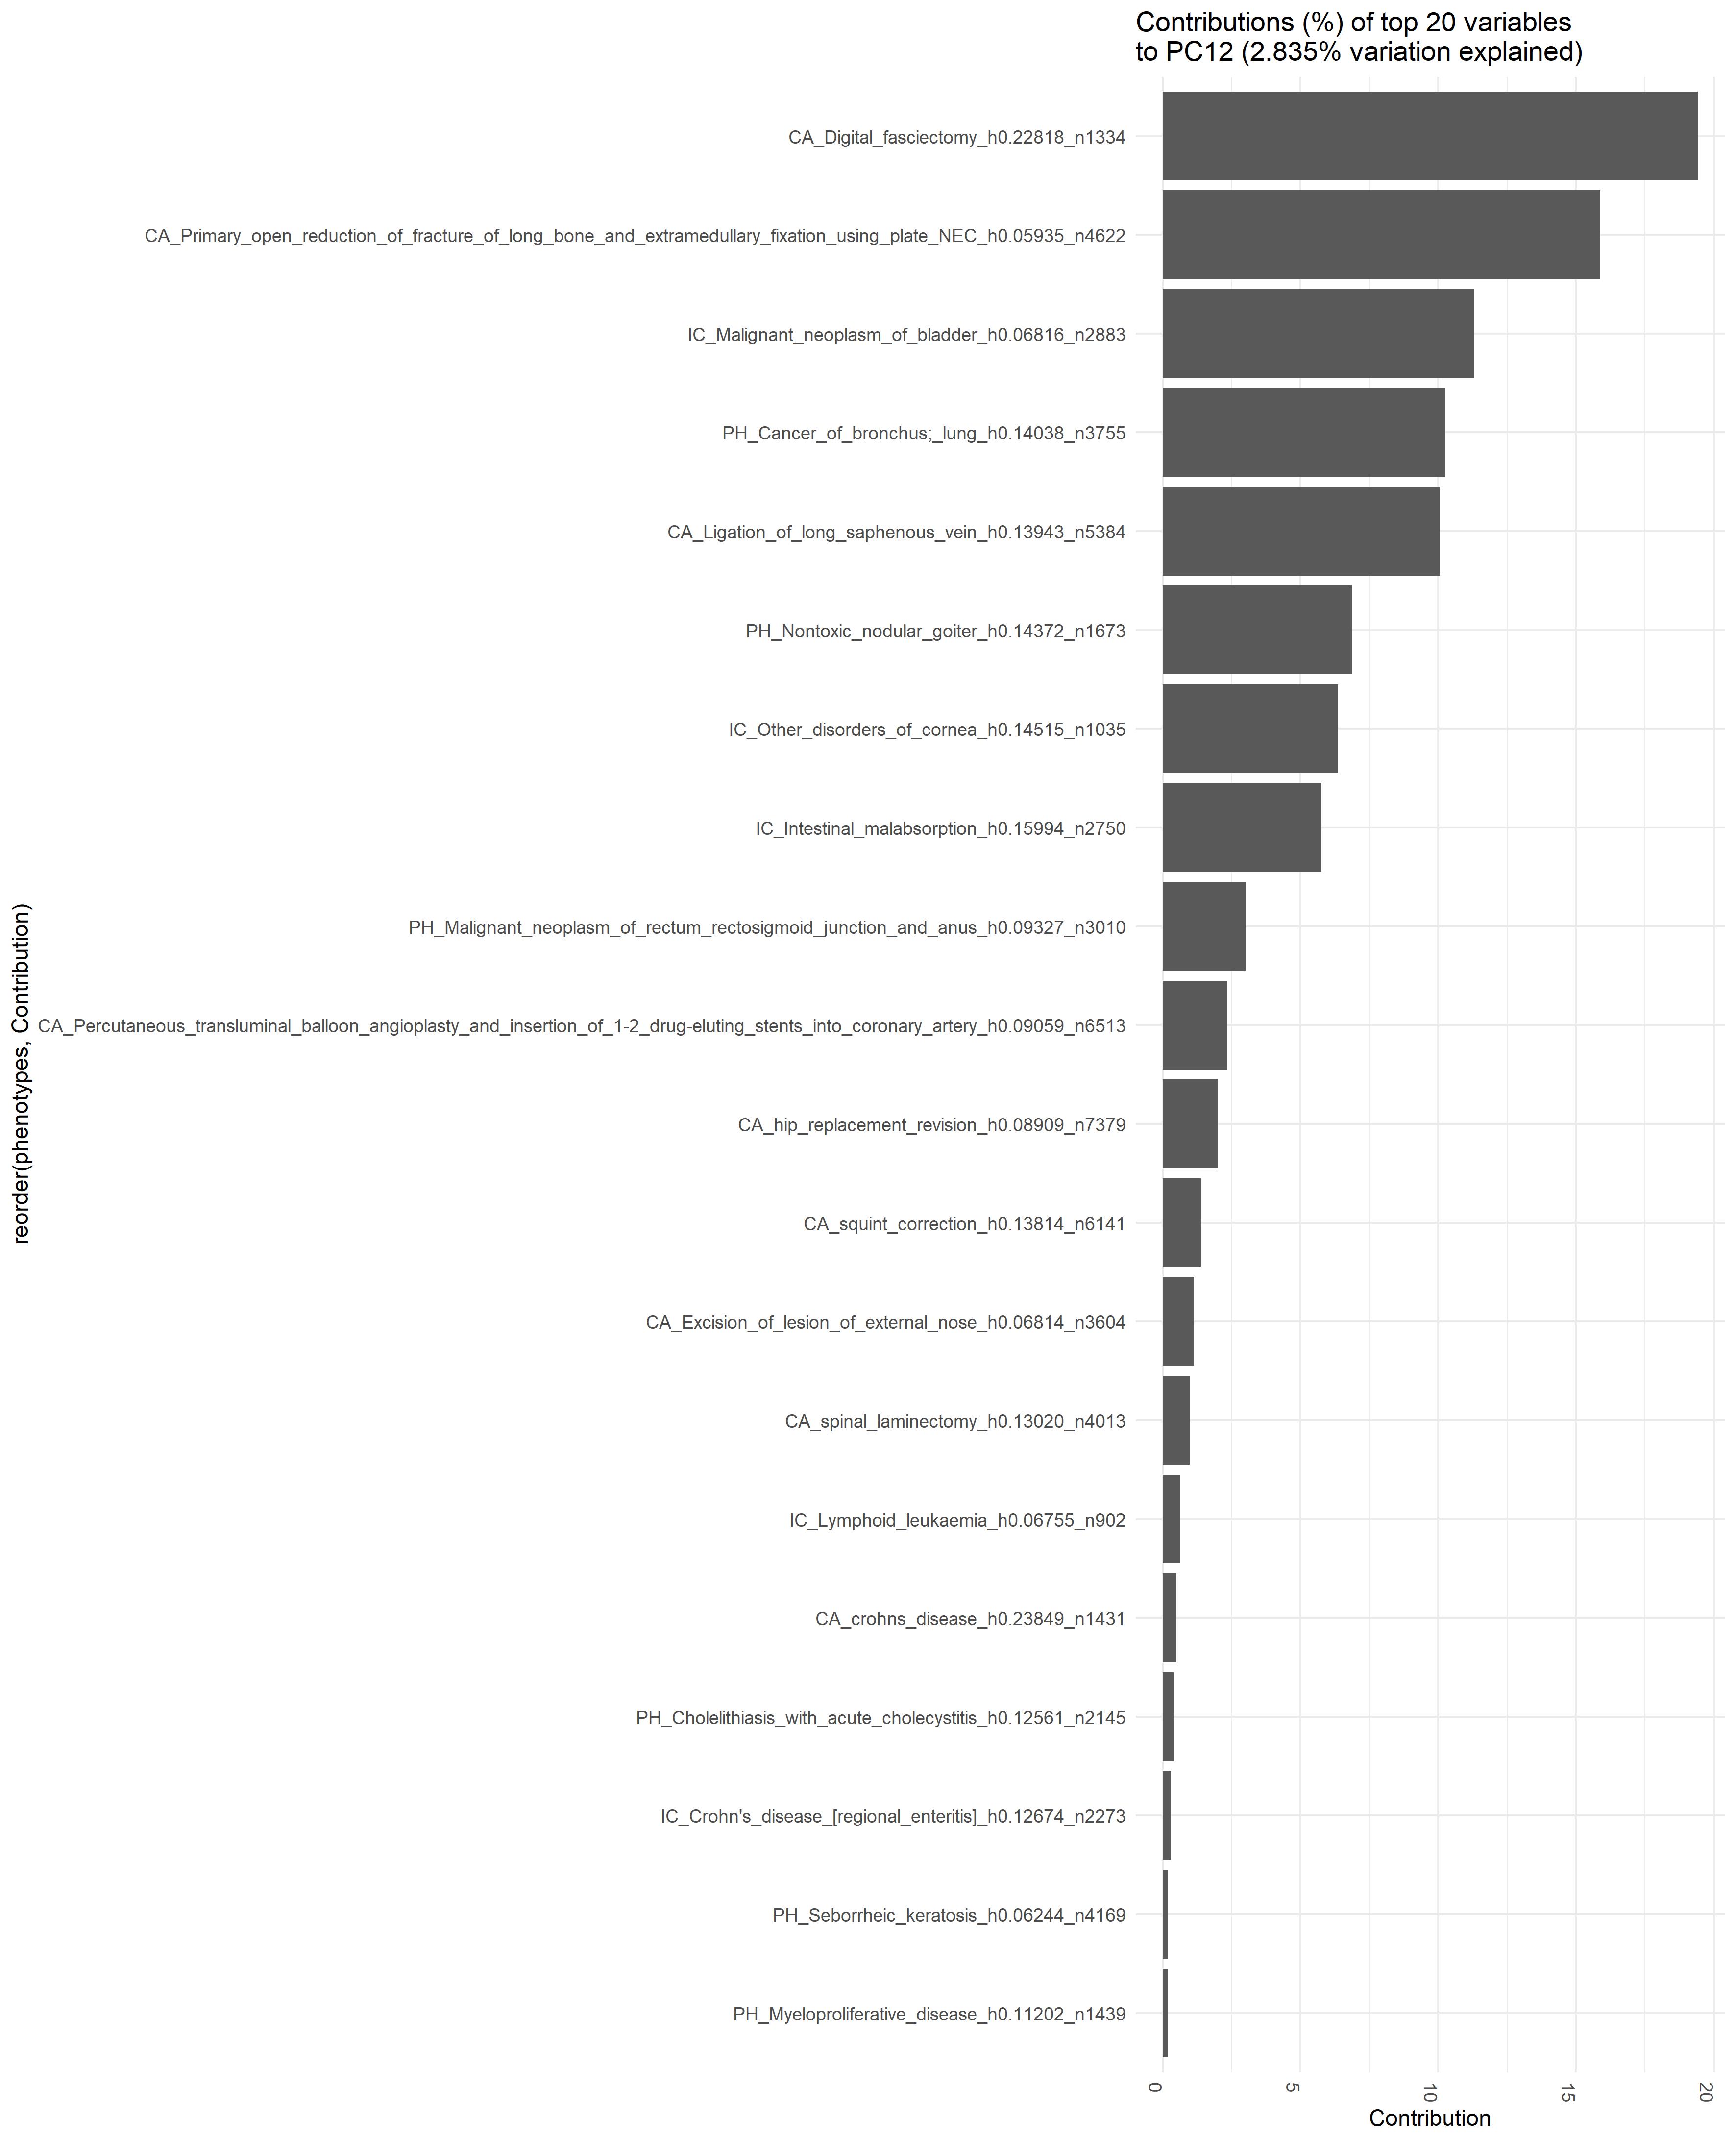 Contributions (%) of top 20 variables
to PC12 (2.835% variation explained)
CA_Digital_fasciectomy_h0.22818_n1334
CA_Primary_open_reduction_of_fracture_of_long_bone_and_extramedullary_fixation_using_plate_NEC_h0.05935_n4622
IC_Malignant_neoplasm_of_bladder_h0.06816_n2883
PH_Cancer_of_bronchus;_lung_h0.14038_n3755
CA_Ligation_of_long_saphenous_vein_h0.13943_n5384
PH_Nontoxic_nodular_goiter_h0.14372_n1673
IC_Other_disorders_of_cornea_h0.14515_n1035
IC_Intestinal_malabsorption_h0.15994_n2750
PH_Malignant_neoplasm_of_rectum_rectosigmoid_junction_and_anus_h0.09327_n3010
CA_Percutaneous_transluminal_balloon_angioplasty_and_insertion_of_1-2_drug-eluting_stents_into_coronary_artery_h0.09059_n6513
CA_hip_replacement_revision_h0.08909_n7379
CA_squint_correction_h0.13814_n6141
CA_Excision_of_lesion_of_external_nose_h0.06814_n3604
CA_spinal_laminectomy_h0.13020_n4013
IC_Lymphoid_leukaemia_h0.06755_n902
CA_crohns_disease_h0.23849_n1431
PH_Cholelithiasis_with_acute_cholecystitis_h0.12561_n2145
IC_Crohn's_disease_[regional_enteritis]_h0.12674_n2273
PH_Seborrheic_keratosis_h0.06244_n4169
PH_Myeloproliferative_disease_h0.11202_n1439
reorder(phenotypes, Contribution)
0 5 10 15 20
Contribution